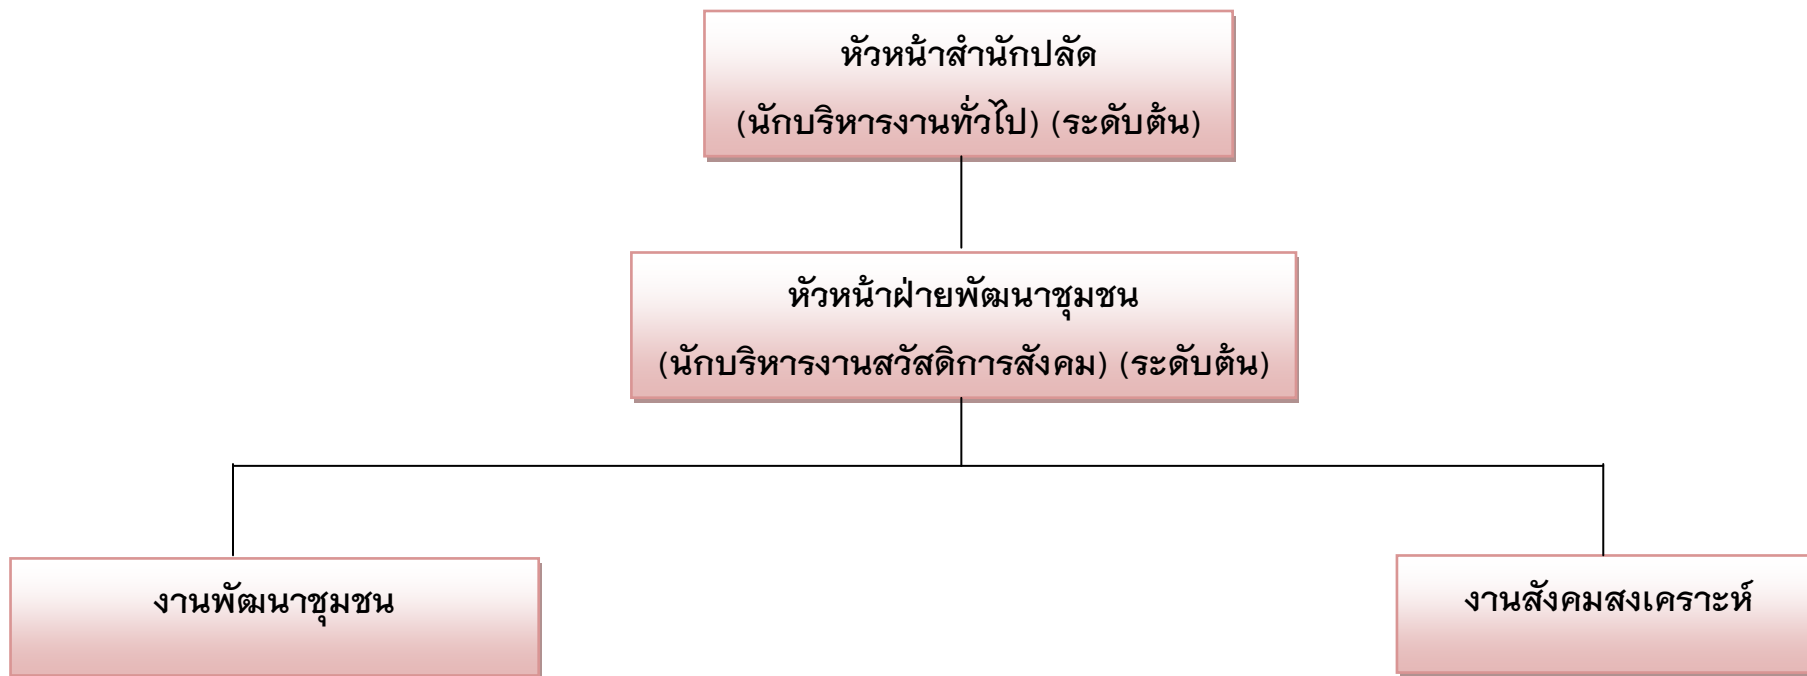 หัวหน้าสำนักปลัด
(นักบริหารงานทั่วไป) (ระดับต้น)
หัวหน้าฝ่ายพัฒนาชุมชน
(นักบริหารงานสวัสดิการสังคม) (ระดับต้น)
งานพัฒนาชุมชน
งานสังคมสงเคราะห์